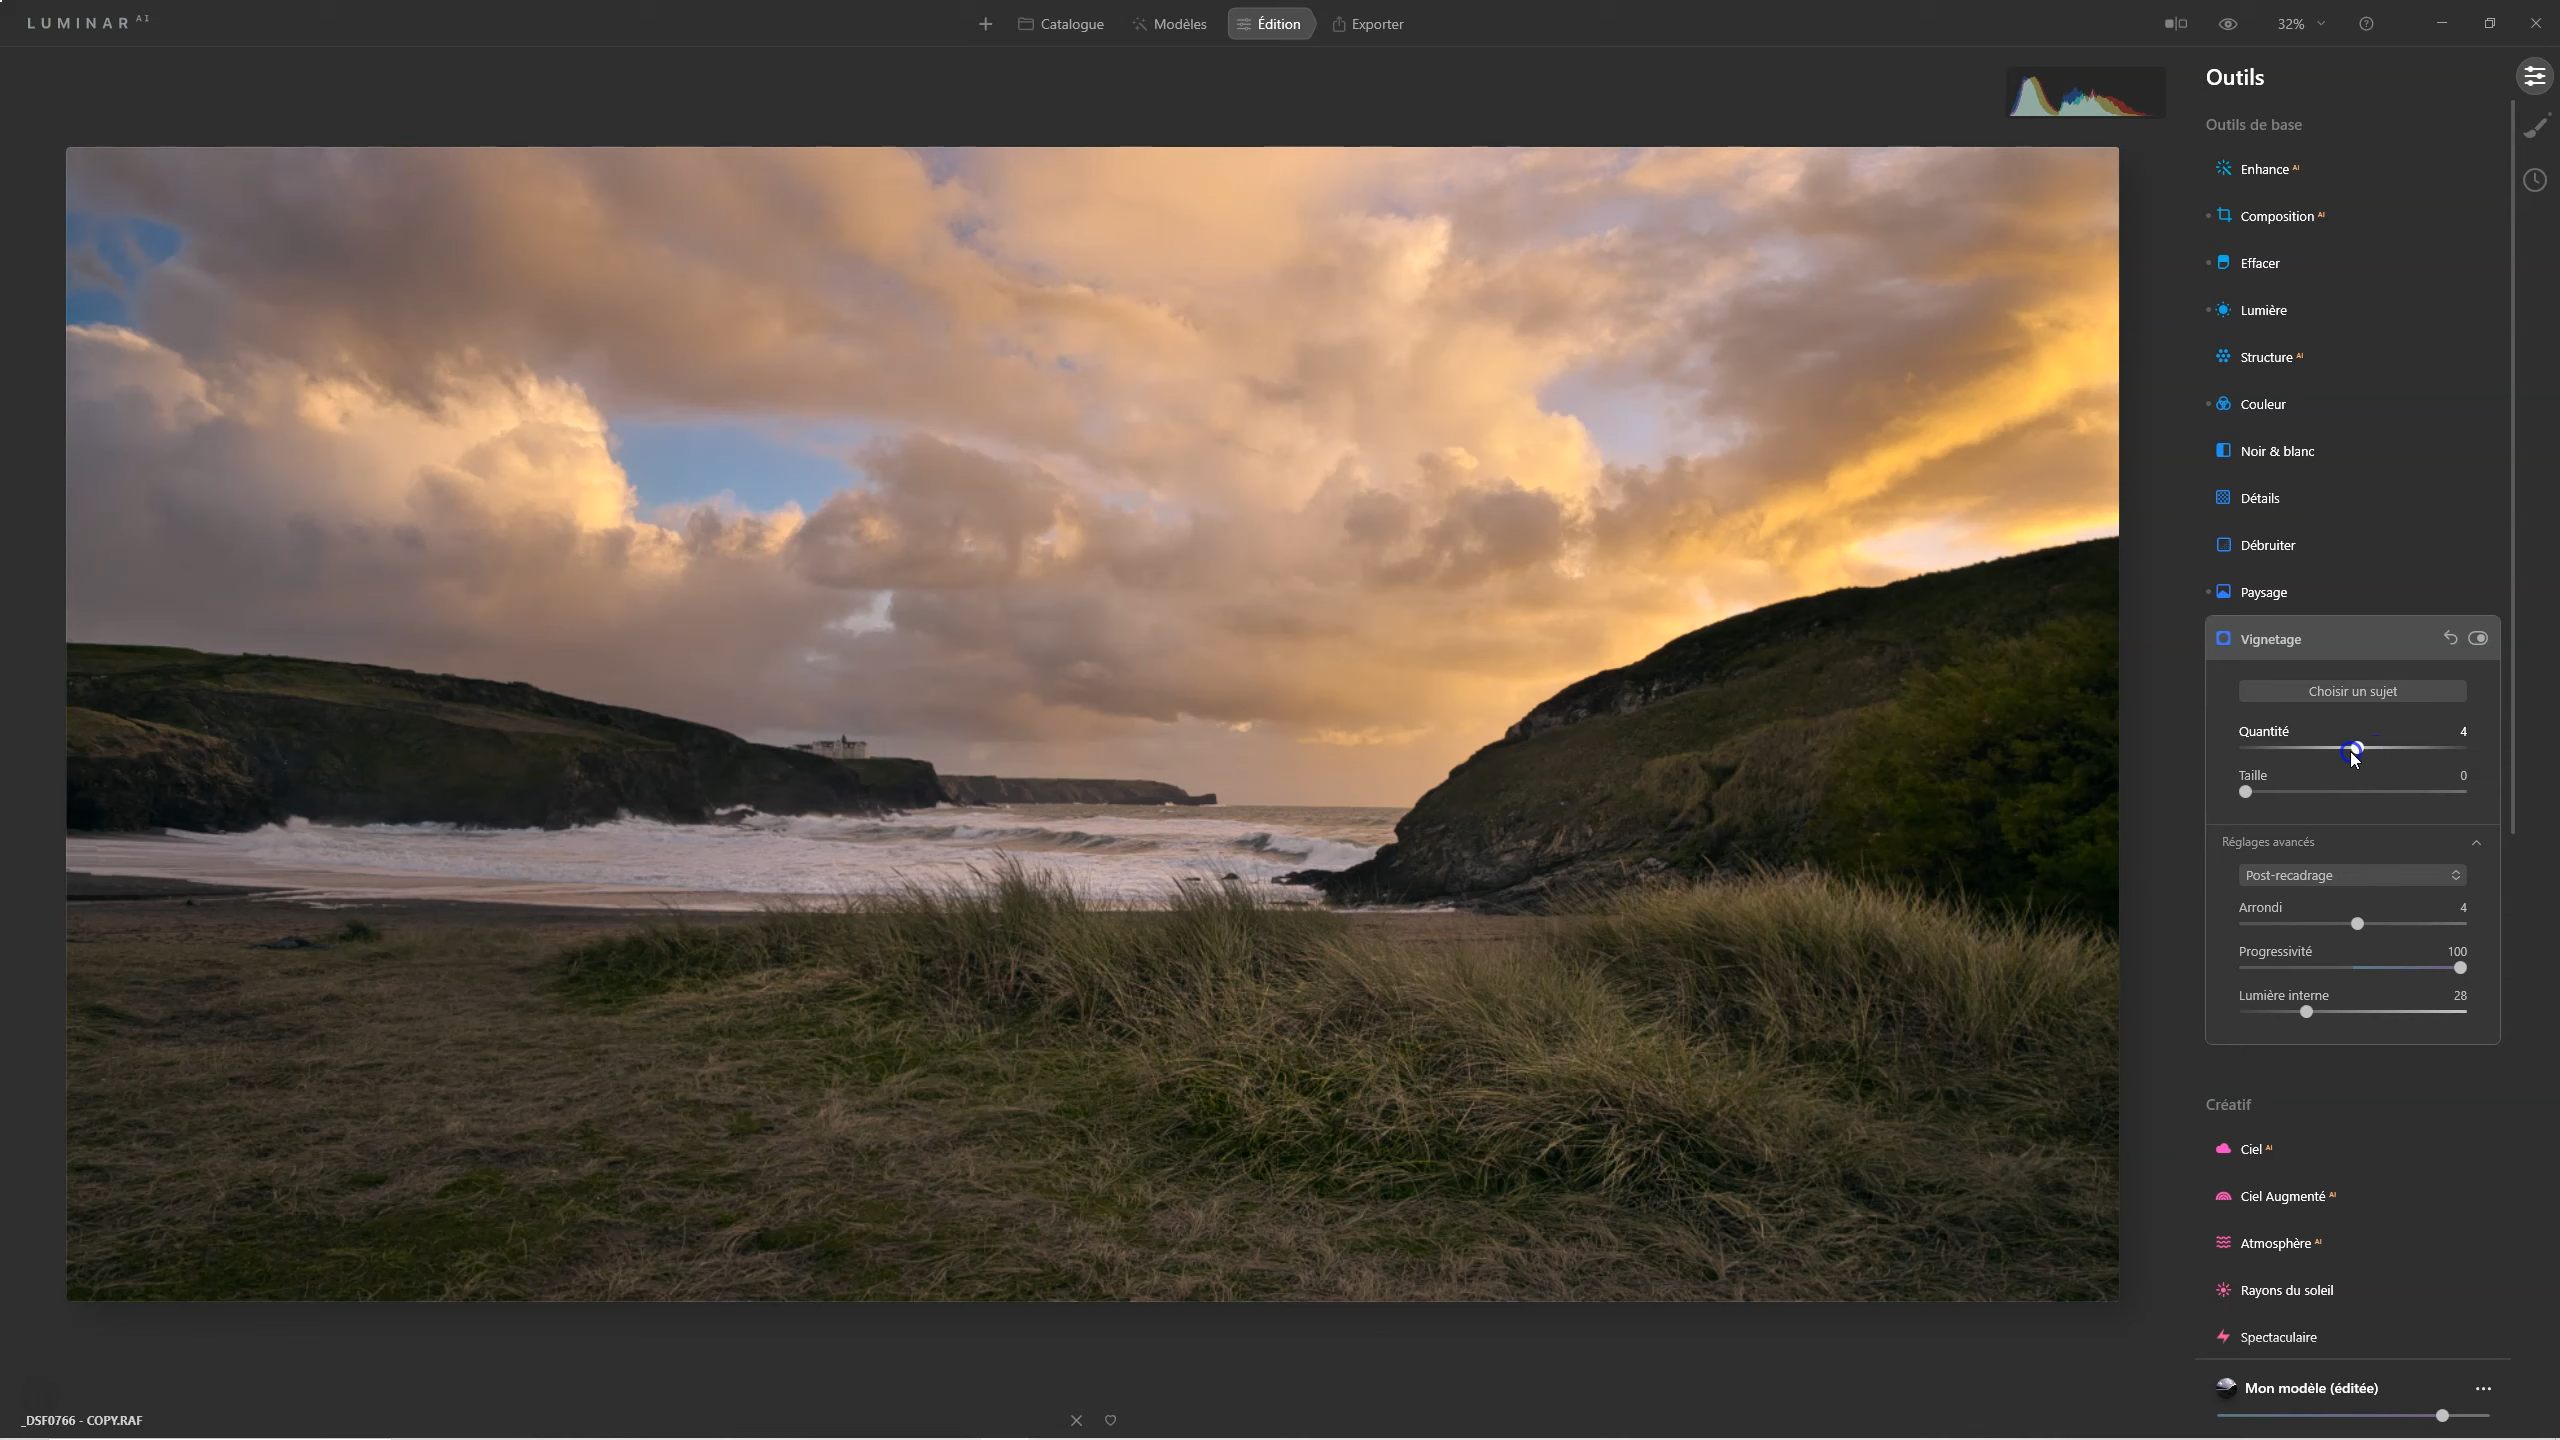 LUMINAR AI
Catalogue
Modèles
Édition
Exporter
32%
Outils
Outils de base
Enhance AI
Composition AI
Effacer
Lumière
Structure AI
Couleur
Noir & blanc
Détails
Débruiter
Paysage
Vignetage
Choisir un sujet
Quantité 4
Taille 0
Réglages avancés
Post-recadrage
Arrondi 4
Progressivité 100
Lumière interne 28
Créatif
Ciel AI
Ciel Augmenté AI
Atmosphère AI
Rayons du soleil
Spectaculaire
Mon modèle (éditée)
_DSF0766 - COPY.RAF